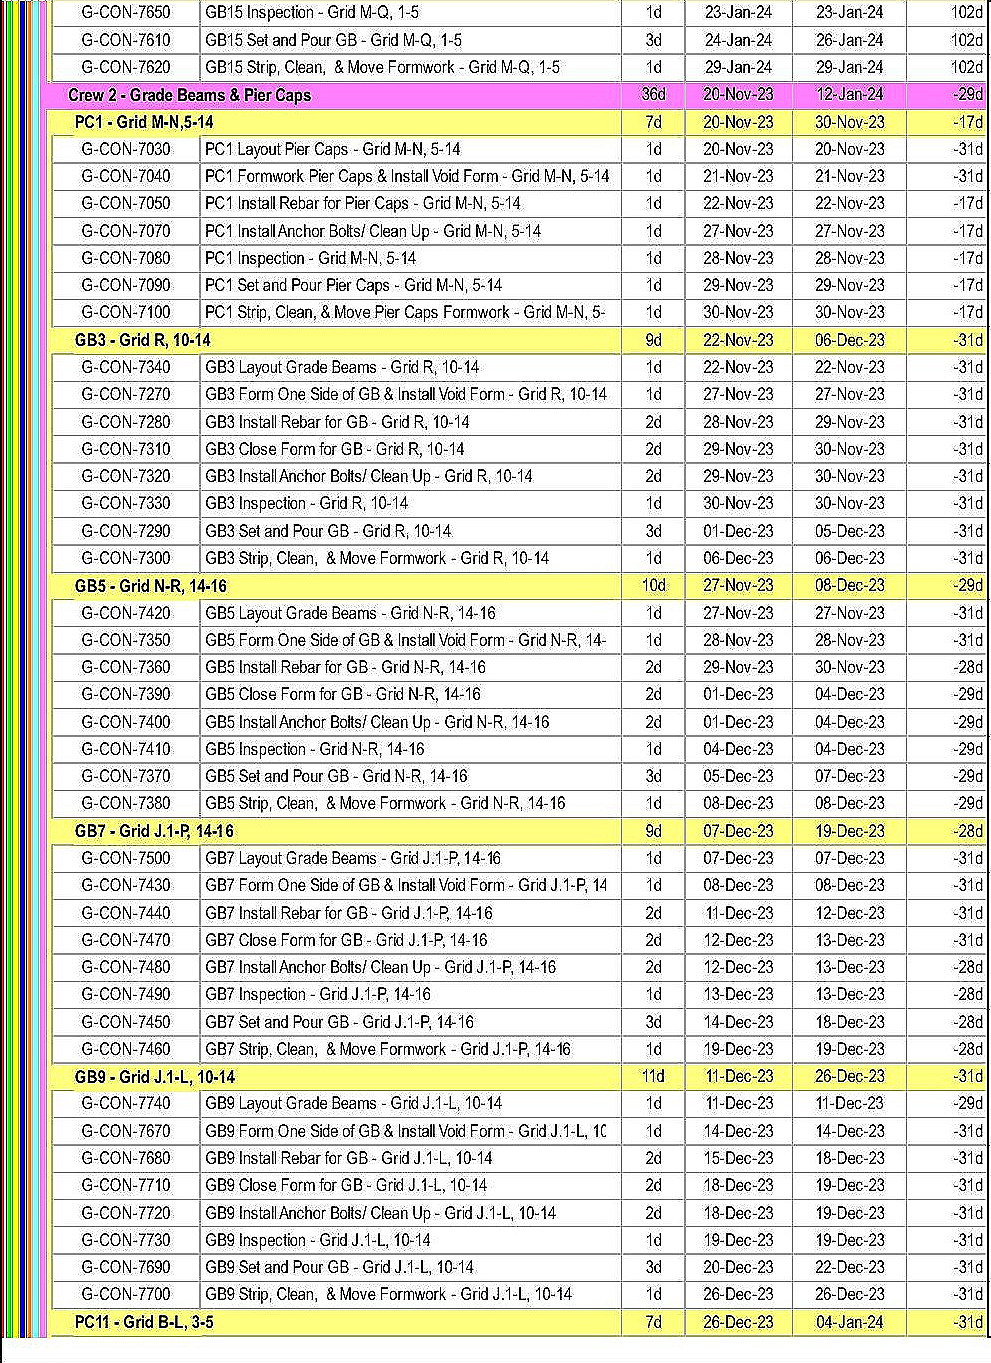 G-CON-7650 GB15 Inspection - Grid M-Q, 1-5 1d 23-Jan-24 23-Jan-24 102d
G-CON-7610 GB15 Set and Pour GB - Grid M-Q, 1-5 3d 24-Jan-24 26-Jan-24 102d
G-CON-7620 GB15 Strip, Clean, & Move Formwork - Grid M-Q, 1-5 1d 29-Jan-24 29-Jan-24 102d
Crew 2 - Grade Beams & Pier Caps 36d 20-Nov-23 12-Jan-24 -29d
PC1 - Grid M-N,5-14 7d 20-Nov-23 30-Nov-23 -17d
G-CON-7030 PC1 Layout Pier Caps - Grid M-N, 5-14 1d 20-Nov-23 20-Nov-23 -31d
G-CON-7040 PC1 Formwork Pier Caps & Install Void Form - Grid M-N, 5-14 1d 21-Nov-23 21-Nov-23 -31d
G-CON-7050 PC1 Install Rebar for Pier Caps - Grid M-N, 5-14 1d 22-Nov-23 22-Nov-23 -17d
G-CON-7070 PC1 Install Anchor Bolts/ Clean Up - Grid M-N, 5-14 1d 27-Nov-23 27-Nov-23 -17d
G-CON-7080 PC1 Inspection - Grid M-N, 5-14 1d 28-Nov-23 28-Nov-23 -17d
G-CON-7090 PC1 Set and Pour Pier Caps - Grid M-N, 5-14 1d 29-Nov-23 29-Nov-23 -17d
G-CON-7100 PC1 Strip, Clean, & Move Pier Caps Formwork - Grid M-N, 5- 1d 30-Nov-23 30-Nov-23 -17d
GB3 - Grid R, 10-14 9d 22-Nov-23 06-Dec-23 -31d
G-CON-7340 GB3 Layout Grade Beams - Grid R, 10-14 1d 22-Nov-23 22-Nov-23 -31d
G-CON-7270 GB3 Form One Side of GB & Install Void Form - Grid R, 10-14 1d 27-Nov-23 27-Nov-23 -31d
G-CON-7280 GB3 Install Rebar for GB - Grid R, 10-14 2d 28-Nov-23 29-Nov-23 -31d
G-CON-7310 GB3 Close Form for GB - Grid R, 10-14 2d 29-Nov-23 30-Nov-23 -31d
G-CON-7320 GB3 Install Anchor Bolts/ Clean Up - Grid R, 10-14 2d 29-Nov-23 30-Nov-23 -31d
G-CON-7330 GB3 Inspection - Grid R, 10-14 1d 30-Nov-23 30-Nov-23 -31d
G-CON-7290 GB3 Set and Pour GB - Grid R, 10-14 3d 01-Dec-23 05-Dec-23 -31d
G-CON-7300 GB3 Strip, Clean, & Move Formwork - Grid R, 10-14 1d 06-Dec-23 06-Dec-23 -31d
GB5 - Grid N-R, 14-16 10d 27-Nov-23 08-Dec-23 -29d
G-CON-7420 GB5 Layout Grade Beams - Grid N-R, 14-16 1d 27-Nov-23 27-Nov-23 -31d
G-CON-7350 GB5 Form One Side of GB & Install Void Form - Grid N-R, 14- 1d 28-Nov-23 28-Nov-23 -31d
G-CON-7360 GB5 Install Rebar for GB - Grid N-R, 14-16 2d 29-Nov-23 30-Nov-23 -28d
G-CON-7390 GB5 Close Form for GB - Grid N-R, 14-16 2d 01-Dec-23 04-Dec-23 -29d
G-CON-7400 GB5 Install Anchor Bolts/ Clean Up - Grid N-R, 14-16 2d 01-Dec-23 04-Dec-23 -29d
G-CON-7410 GB5 Inspection - Grid N-R, 14-16 1d 04-Dec-23 04-Dec-23 -29d
G-CON-7370 GB5 Set and Pour GB - Grid N-R, 14-16 3d 05-Dec-23 07-Dec-23 -29d
G-CON-7380 GB5 Strip, Clean, & Move Formwork - Grid N-R, 14-16 1d 08-Dec-23 08-Dec-23 -29d
GB7 - Grid J.1-P, 14-16 9d 07-Dec-23 19-Dec-23 -28d
G-CON-7500 GB7 Layout Grade Beams - Grid J.1-P, 14-16 1d 07-Dec-23 07-Dec-23 -31d
G-CON-7430 GB7 Form One Side of GB & Install Void Form - Grid J.1-P, 14 1d 08-Dec-23 08-Dec-23 -31d
G-CON-7440 GB7 Install Rebar for GB - Grid J.1-P, 14-16 2d 11-Dec-23 12-Dec-23 -31d
G-CON-7470 GB7 Close Form for GB - Grid J.1-P, 14-16 2d 12-Dec-23 13-Dec-23 -31d
G-CON-7480 GB7 Install Anchor Bolts/ Clean Up - Grid J.1-P, 14-16 2d 12-Dec-23 13-Dec-23 -28d
G-CON-7490 GB7 Inspection - Grid J.1-P, 14-16 1d 13-Dec-23 13-Dec-23 -28d
G-CON-7450 GB7 Set and Pour GB - Grid J.1-P, 14-16 3d 14-Dec-23 18-Dec-23 -28d
G-CON-7460 GB7 Strip, Clean, & Move Formwork - Grid J.1-P, 14-16 1d 19-Dec-23 19-Dec-23 -28d
GB9 - Grid J.1-L, 10-14 11d 11-Dec-23 26-Dec-23 -31d
G-CON-7740 GB9 Layout Grade Beams - Grid J.1-L, 10-14 1d 11-Dec-23 11-Dec-23 -29d
G-CON-7670 GB9 Form One Side of GB & Install Void Form - Grid J.1-L, 10 1d 14-Dec-23 14-Dec-23 -31d
G-CON-7680 GB9 Install Rebar for GB - Grid J.1-L, 10-14 2d 15-Dec-23 18-Dec-23 -31d
G-CON-7710 GB9 Close Form for GB - Grid J.1-L, 10-14 2d 18-Dec-23 19-Dec-23 -31d
G-CON-7720 GB9 Install Anchor Bolts/ Clean Up - Grid J.1-L, 10-14 2d 18-Dec-23 19-Dec-23 -31d
G-CON-7730 GB9 Inspection - Grid J.1-L, 10-14 1d 19-Dec-23 19-Dec-23 -31d
G-CON-7690 GB9 Set and Pour GB - Grid J.1-L, 10-14 3d 20-Dec-23 22-Dec-23 -31d
G-CON-7700 GB9 Strip, Clean, & Move Formwork - Grid J.1-L, 10-14 1d 26-Dec-23 26-Dec-23 -31d
PC11 - Grid B-L, 3-5 7d 26-Dec-23 04-Jan-24 -31d